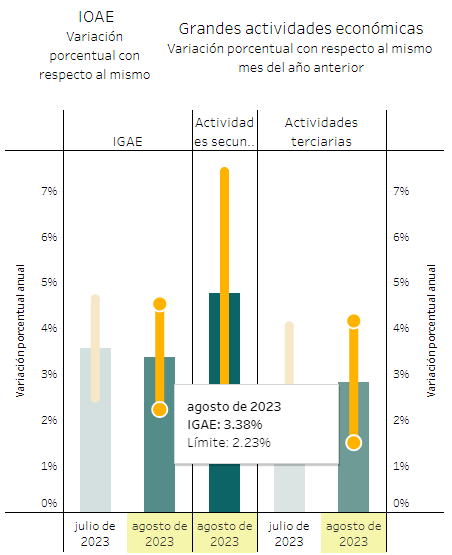 IOAE
Variación
porcentual con
respecto al mismo
Grandes actividades económicas
Variación porcentual con respecto al mismo
mes del año anterior
IGAE
Actividad
es secun..
Actividades
terciarias
Variación porcentual anual
7%
6%
5%
4%
3%
2%
1%
0%
7%
6%
5%
4%
3%
2%
1%
0%
Variación porcentual anual
agosto de 2023
IGAE: 3.38%
Límite: 2.23%
julio de
2023
agosto de
2023
agosto de
2023
julio de
2023
agosto de
2023